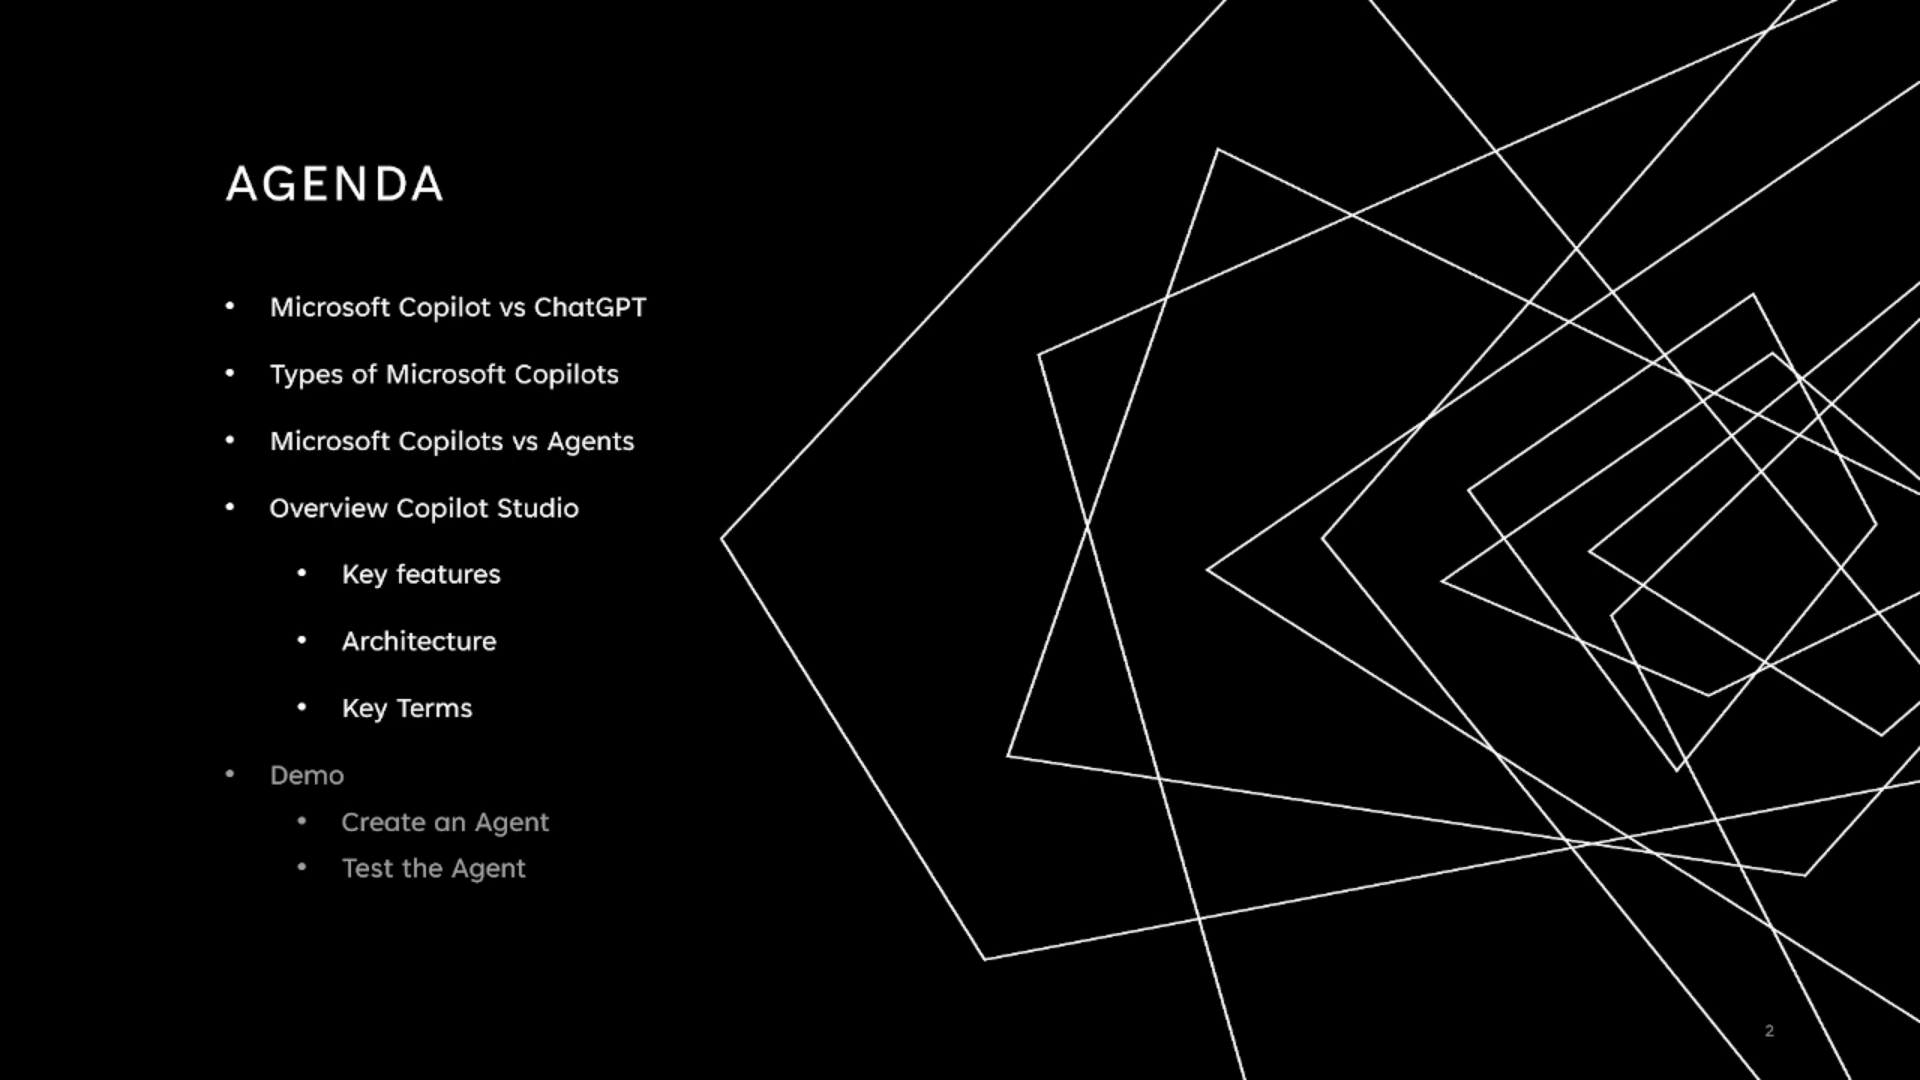 AGENDA
• Microsoft Copilot vs ChatGPT
• Types of Microsoft Copilots
• Microsoft Copilots vs Agents
• Overview Copilot Studio
• Key features
• Architecture
• Key Terms
• Demo
• Create an Agent
• Test the Agent
2